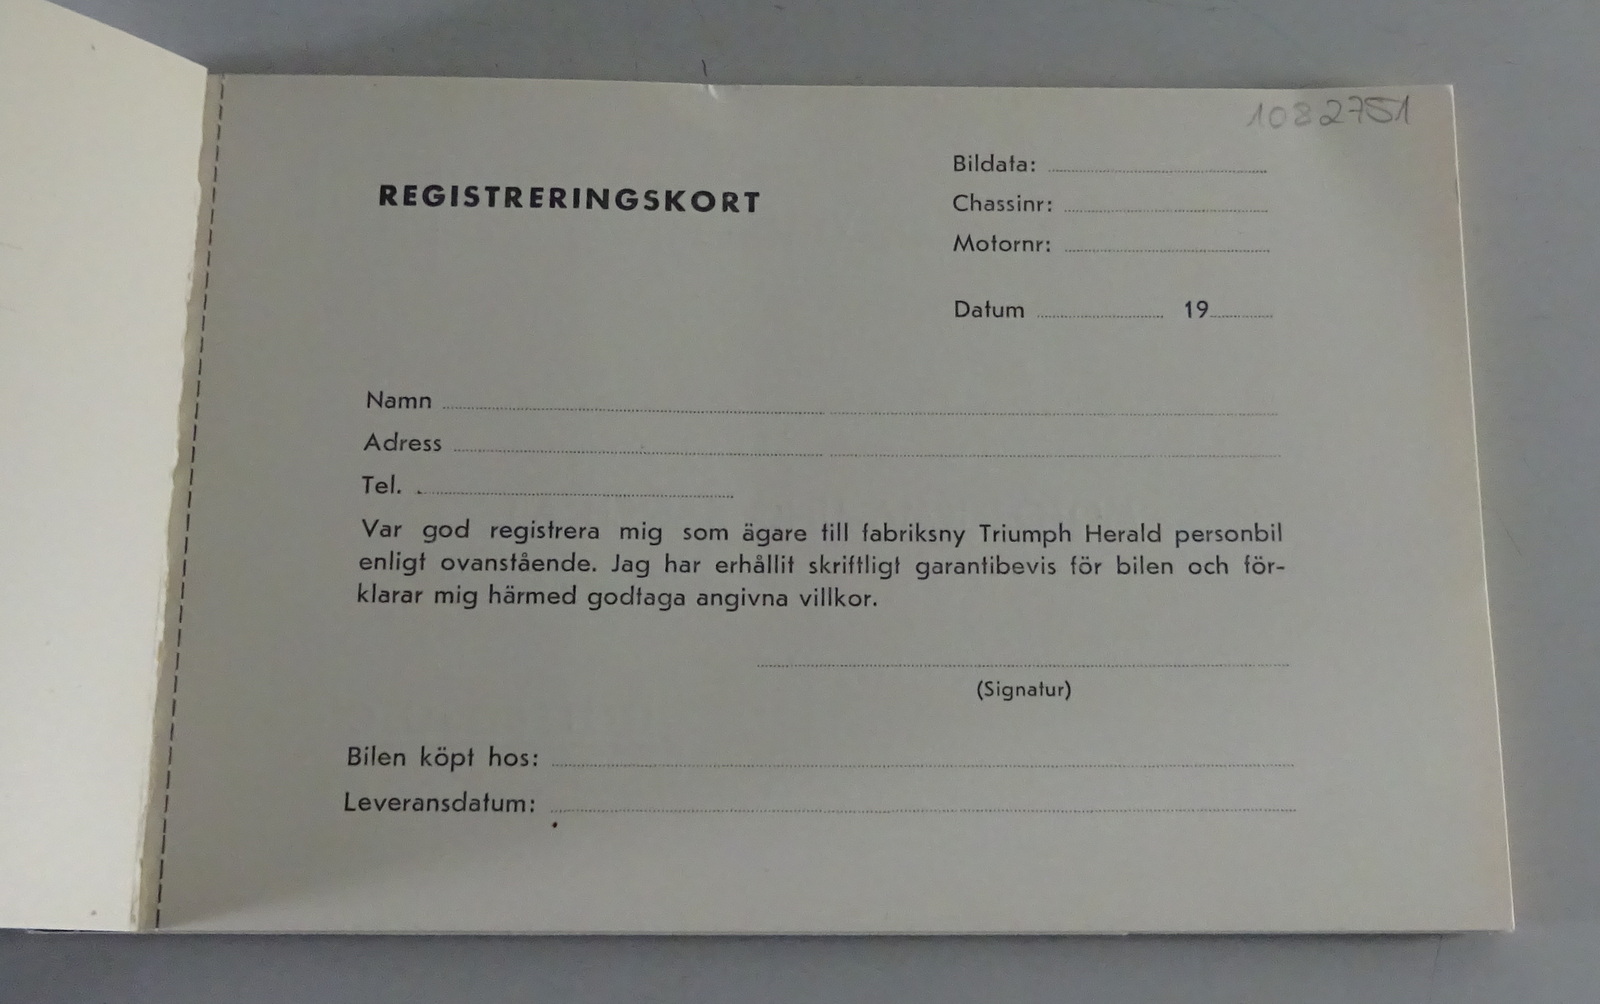 1082751
REGISTRERINGSKORT
Bildata:
Chassinr:
Motornr:
Datum 19
Namn
Adress
Tel.
Var god registrera mig som ägare till fabriksny Triumph Herald personbil
enligt ovanstående. Jag har erhållit skriftligt garantibevis för bilen och för-
klarar mig härmed godtaga angivna villkor.
(Signatur)
Bilen köpt hos:
Leveransdatum: